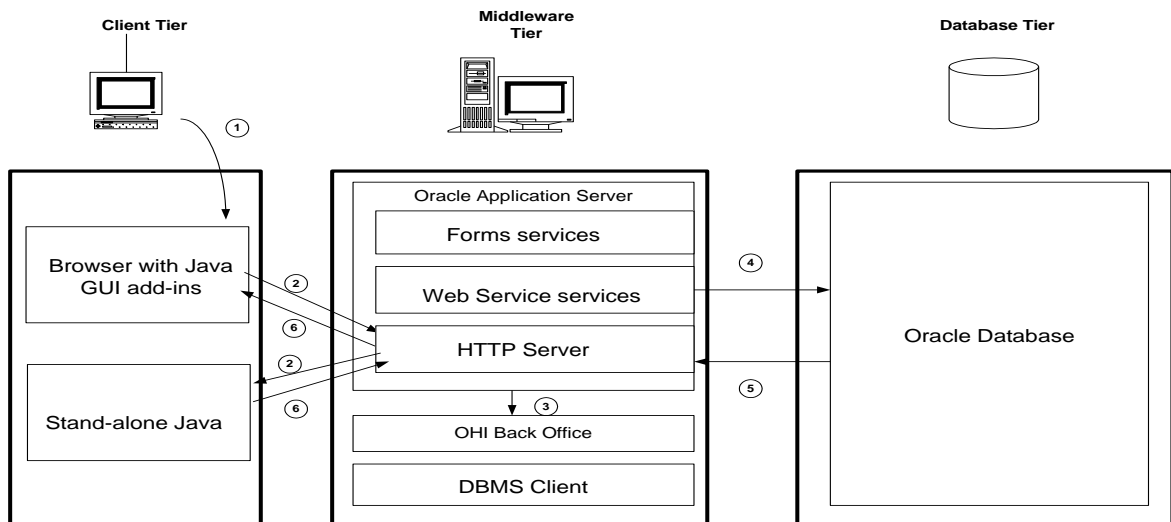 Client Tier
Middleware
Tier
Database Tier
1
Oracle Application Server
Forms services
Browser with Java
GUI add-ins
2
4
Web Service services
6
HTTP Server
Oracle Database
2
5
Stand-alone Java
6
3
OHI Back Office
DBMS Client